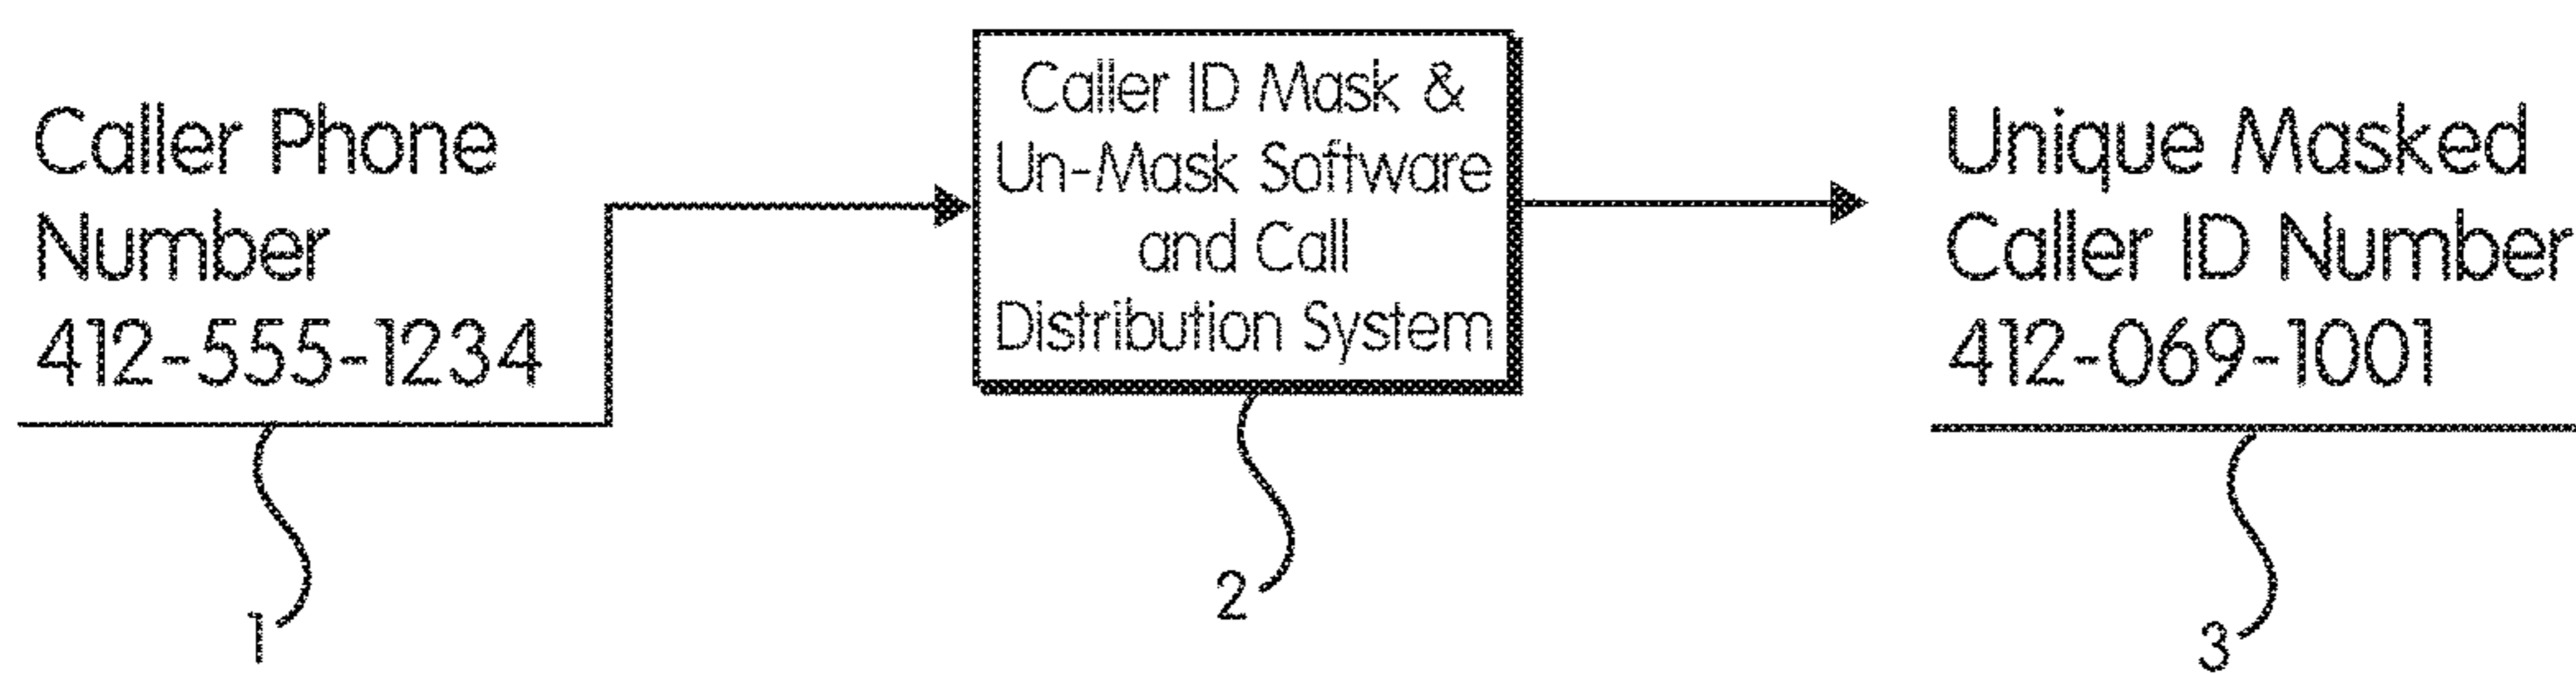 Caller Phone
Number
412-555-1234
1
Caller ID Mask &
Un-Mask Software
and Call
Distribution System
2
Unique Masked
Caller ID Number
412-069-1001
3